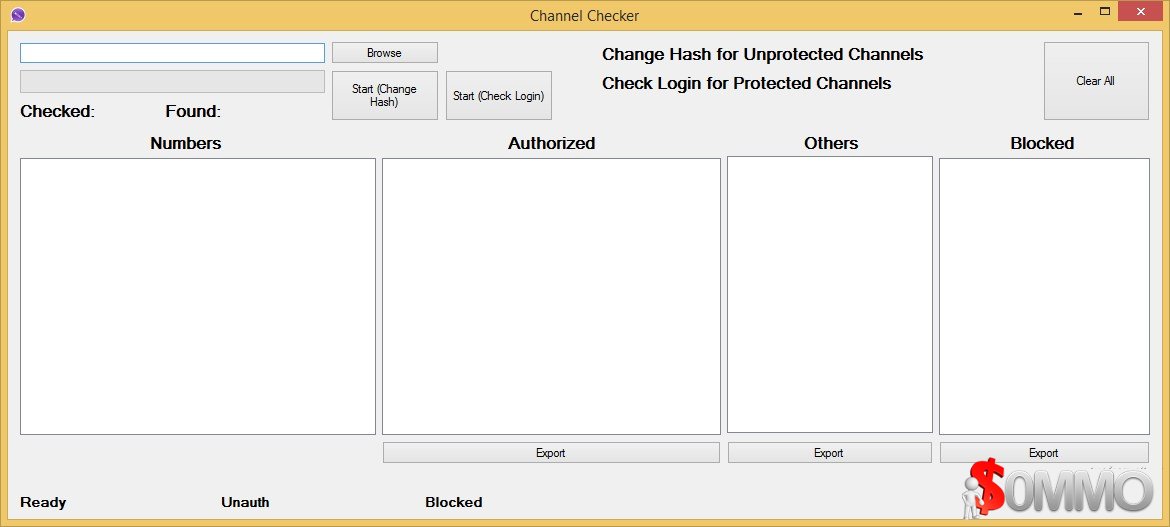 Channel Checker
Browse
Change Hash for Unprotected Channels
Clear All
Start (Change
Hash)
Start (Check Login)
Check Login for Protected Channels
Checked:
Found:
Numbers
Authorized
Others
Blocked
Export
Export
Export
$0MMO
Ready
Unauth
Blocked